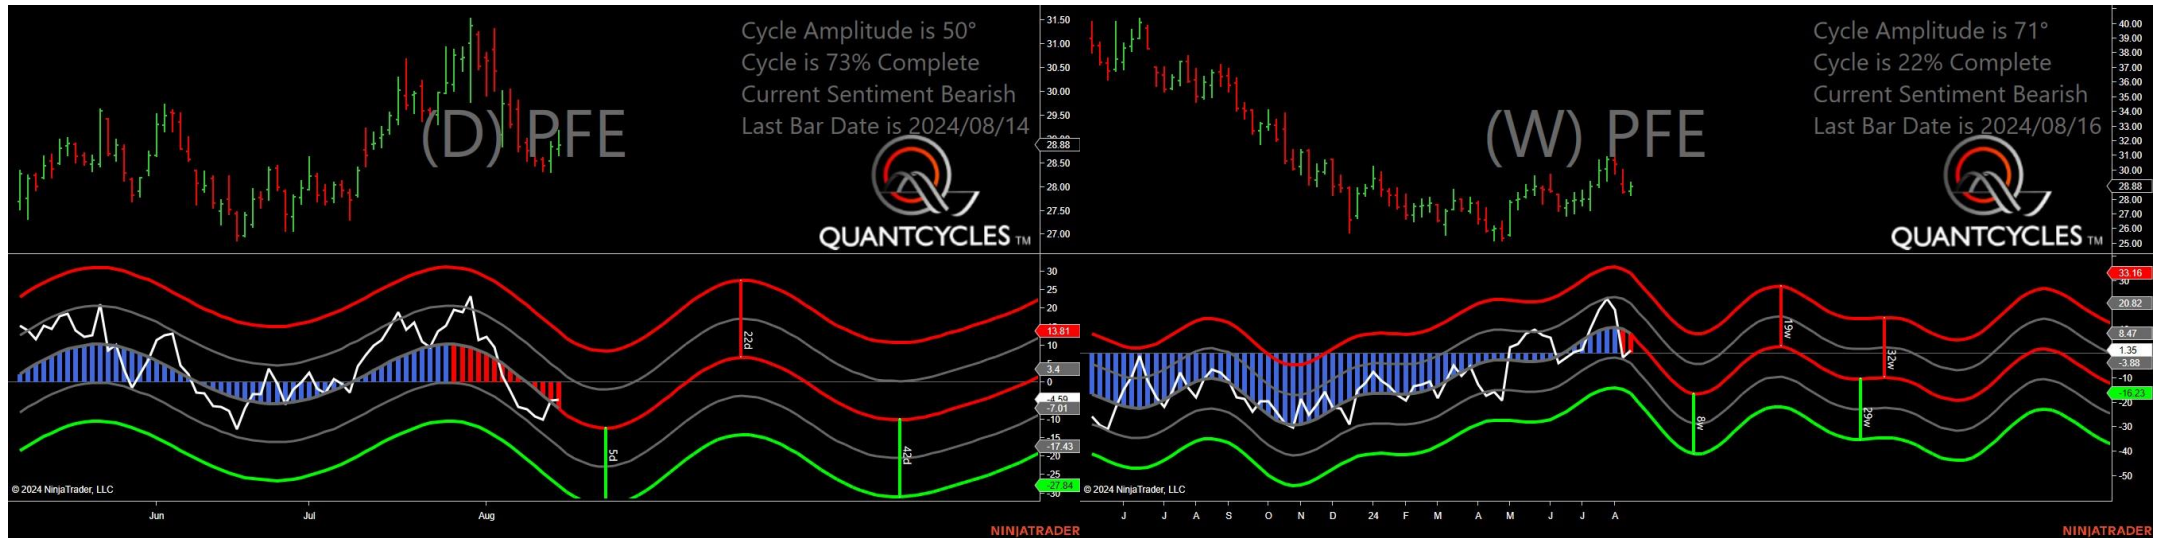 Cycle Amplitude is 50°
Cycle is 73% Complete
Current Sentiment Bearish
Last Bar Date is 2024/08/14
(D) PFE
QUANTCYCLES TM
31.50
31.00
30.50
30.00
29.50
28.88
28.50
28.00
27.50
27.00
30
25
20
13.81
10
5
3.4
0
-4.59
-7.01
-10
-15
-17.43
-20
-25
-27.84
-30
22d
5d
42d
© 2024 NinjaTrader, LLC
Jun
Jul
Aug
NINJATRADER
Cycle Amplitude is 71°
Cycle is 22% Complete
Current Sentiment Bearish
Last Bar Date is 2024/08/16
(W) PFE
QUANTCYCLES TM
40.00
39.00
38.00
37.00
36.00
35.00
34.00
33.00
32.00
31.00
30.00
28.88
28.00
27.00
26.00
25.00
33.16
30
20.82
8.47
1.35
-3.88
-10
-16.23
-20
-30
-40
-50
19w
32w
8w
29w
© 2024 NinjaTrader, LLC
J
J
A
S
O
N
D
24
F
M
A
M
J
J
A
NINJATRADER